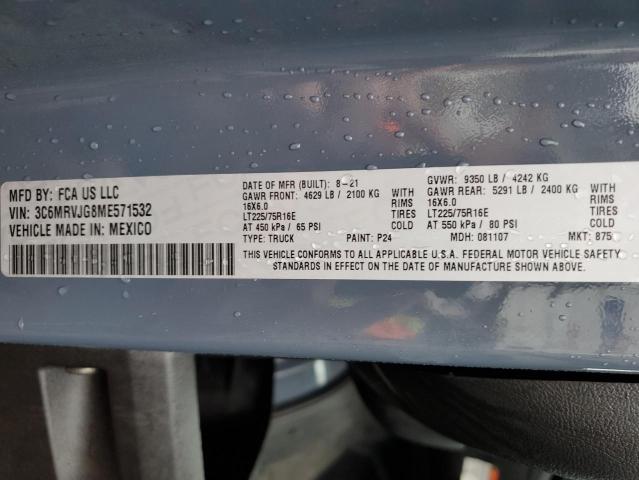 MFD BY: FCA US LLC
VIN: 3C6MRVJG8ME571532
VEHICLE MADE IN: MEXICO
DATE OF MFR (BUILT): 8-21 GVWR: 9350 LB / 4242 KG
GAWR FRONT: 4629 LB / 2100 KG GAWR REAR: 5291 LB / 2400 KG
16X6.0 RIMS 16X6.0 RIMS
LT225/75R16E TIRES LT225/75R16E TIRES
AT 450 kPa / 65 PSI COLD AT 550 kPa / 80 PSI COLD
TYPE: TRUCK PAINT: P24 MDH: 081107 MKT: 875
THIS VEHICLE CONFORMS TO ALL APPLICABLE U.S.A. FEDERAL MOTOR VEHICLE SAFETY
STANDARDS IN EFFECT ON THE DATE OF MANUFACTURE SHOWN ABOVE.